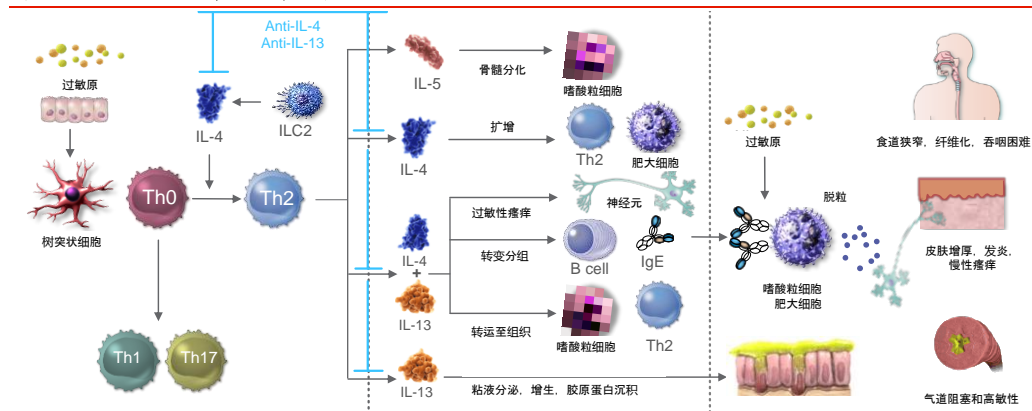 Anti-IL-4
Anti-IL-13
过敏原
IL-4
ILC2
树突状细胞
Th0
Th2
Th1
Th17
IL-5
骨髓分化
嗜酸粒细胞
IL-4
扩增
Th2
肥大细胞
IL-4
+
IL-13
过敏性瘙痒
神经元
转变分组
B cell
IgE
转运至组织
嗜酸粒细胞
Th2
IL-13
粘液分泌，增生，胶原蛋白沉积
过敏原
脱粒
嗜酸粒细胞
肥大细胞
食道狭窄，纤维化，吞咽困难
皮肤增厚，发炎，
慢性瘙痒
气道阻塞和高敏性